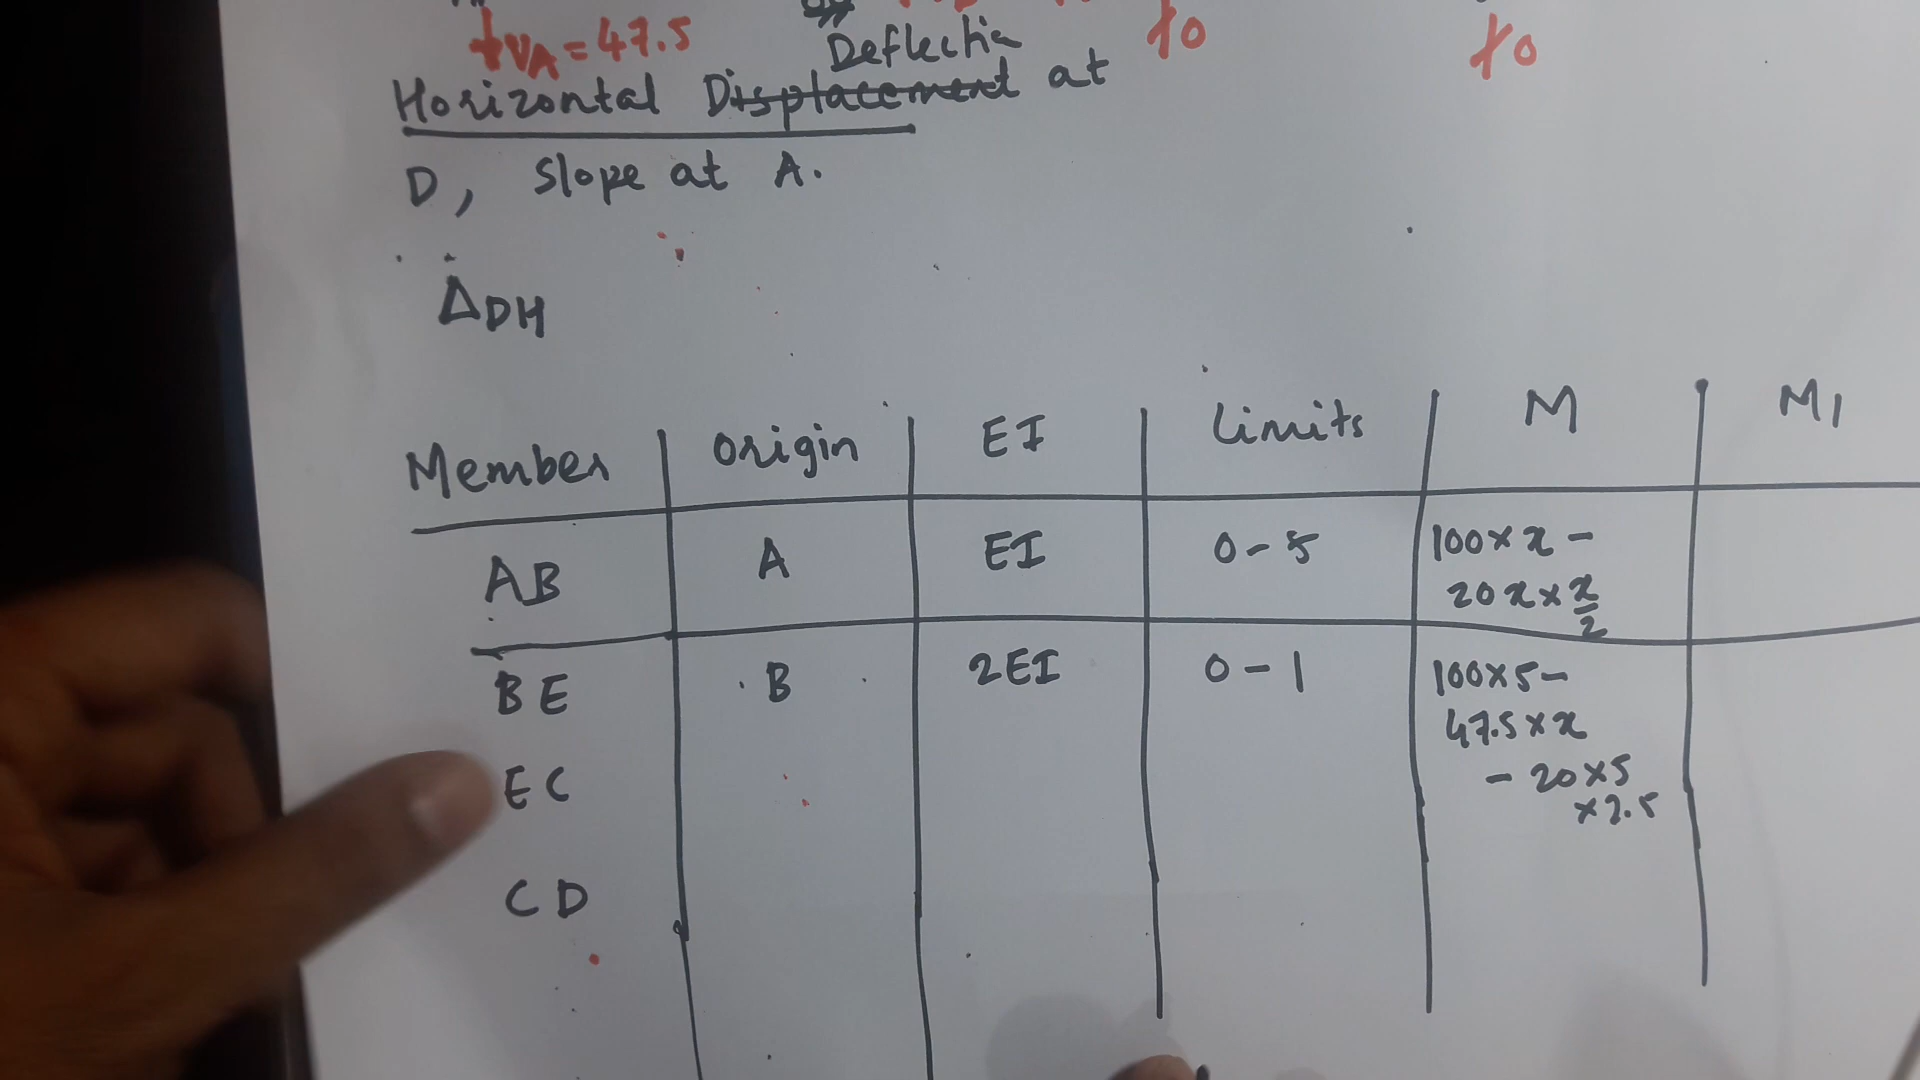 VA = 47.5
Deflectin
Horizontal Displacement at
D, Slope at A.
ΔDH
Member origin EI Limits M M1
AB A EI 0 - 5 100 × x -
20 x × x/2
BE B 2EI 0 - 1 100×5 -
47.5 × x
- 20 × 5
× 2.5
EC
CD